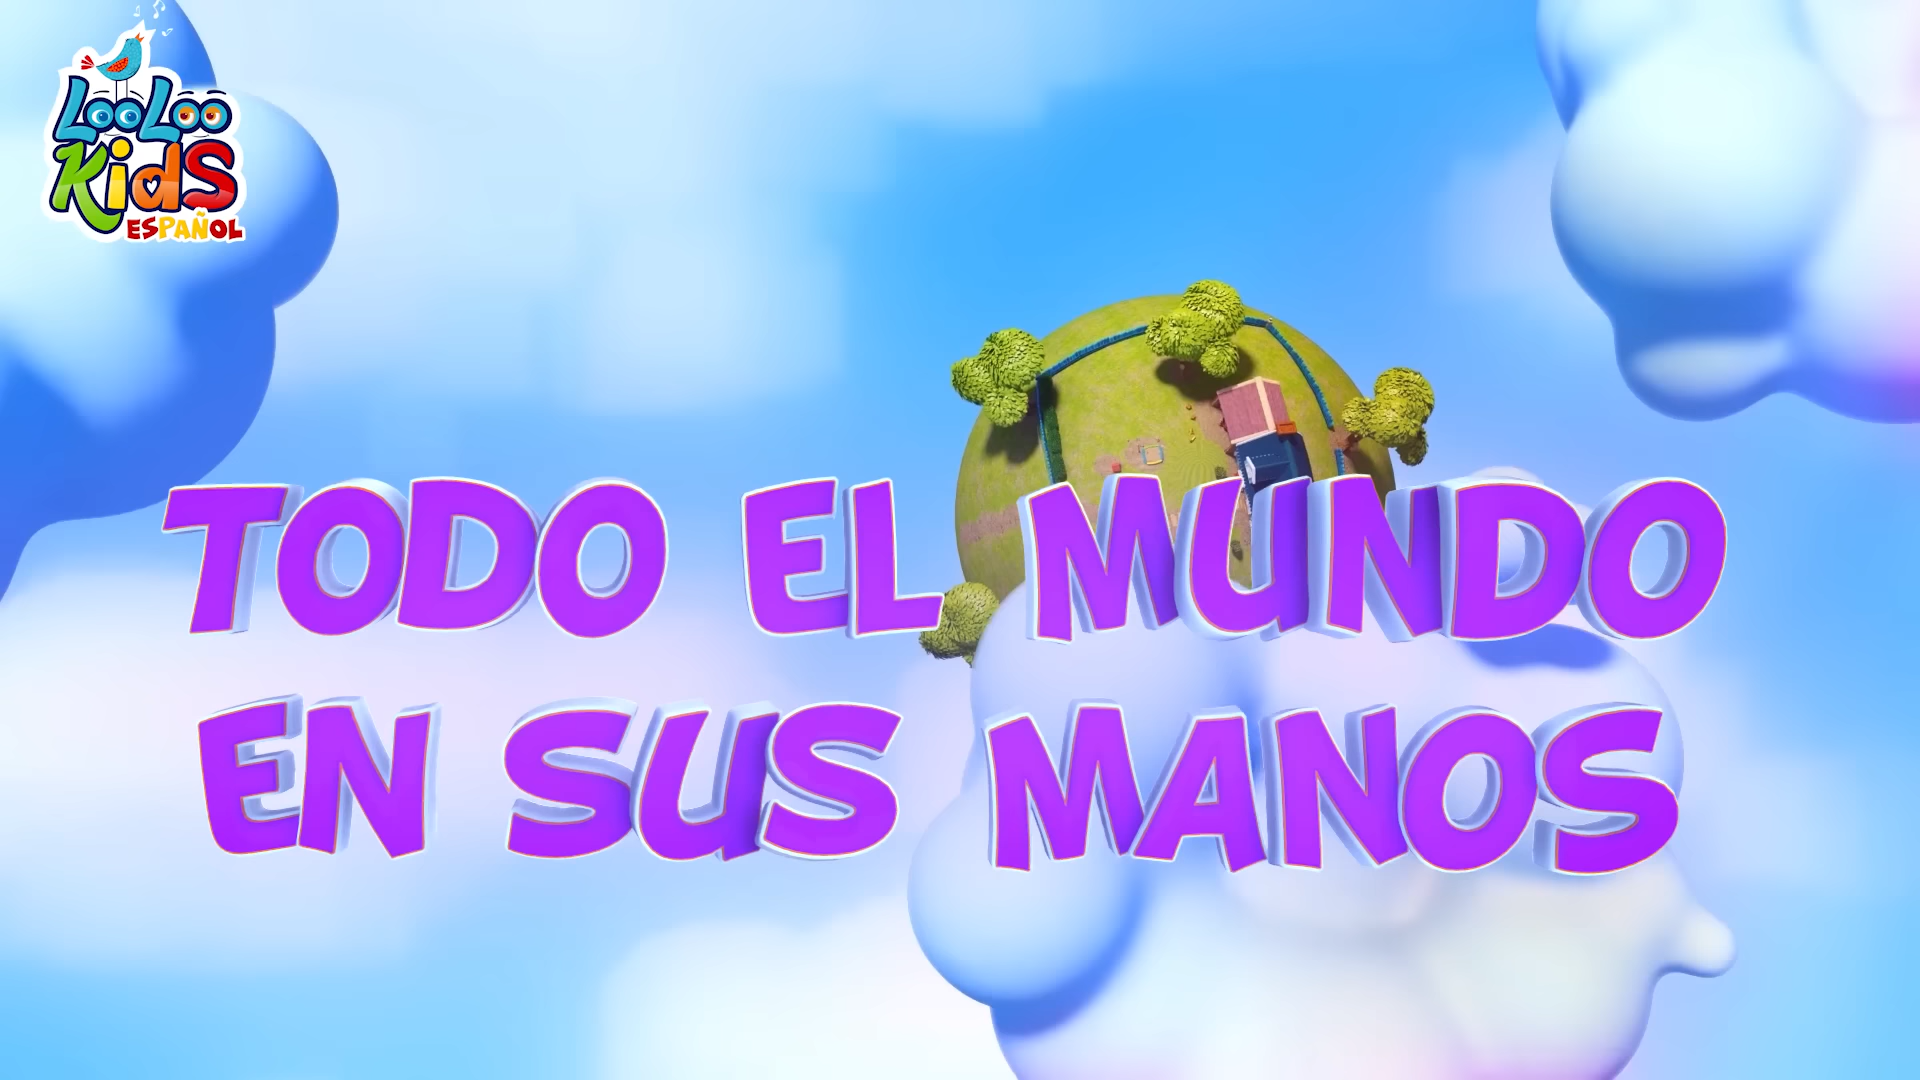 LooLoo
Kids
ESPAÑOL
TODO EL MUNDO
EN SUS MANOS